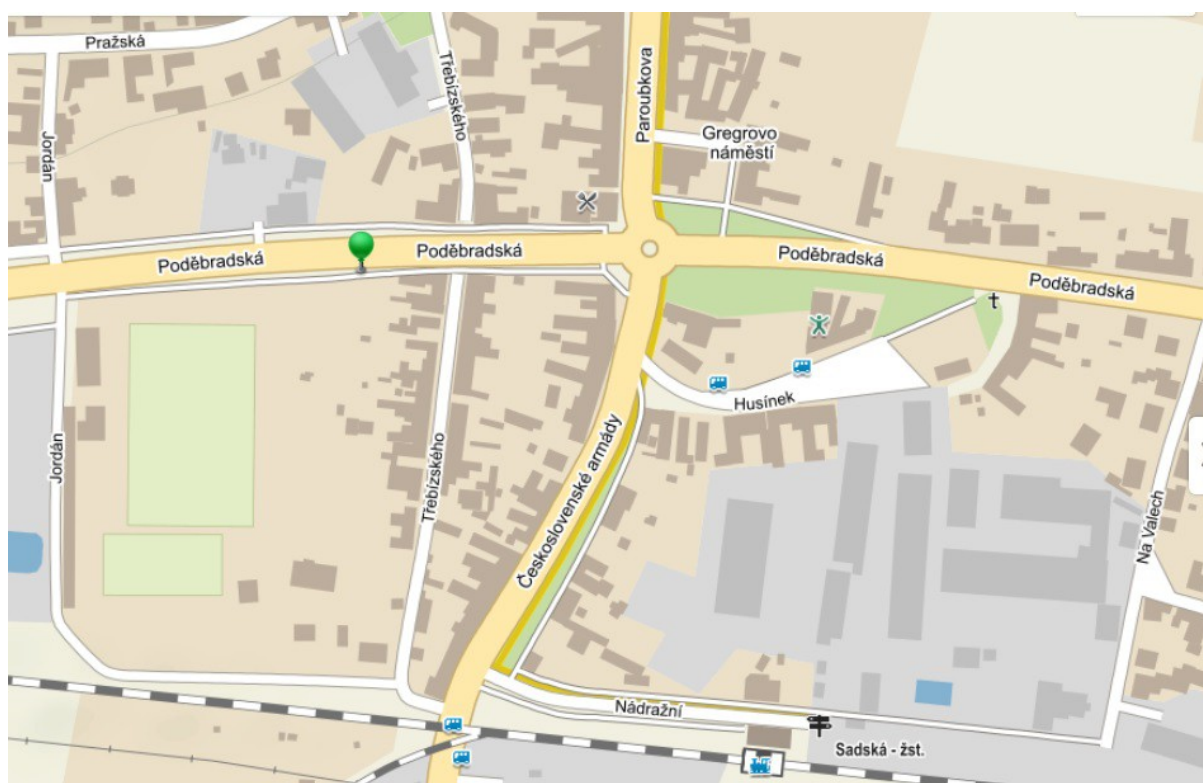 Pražská
Třebízského
Paroubkova
Gregrovo
náměstí
Jordán
Poděbradská
Poděbradská
Poděbradská
Poděbradská
Husínek
Jordán
Třebízského
Československé armády
Na Valech
Nádražní
Sadská - žst.